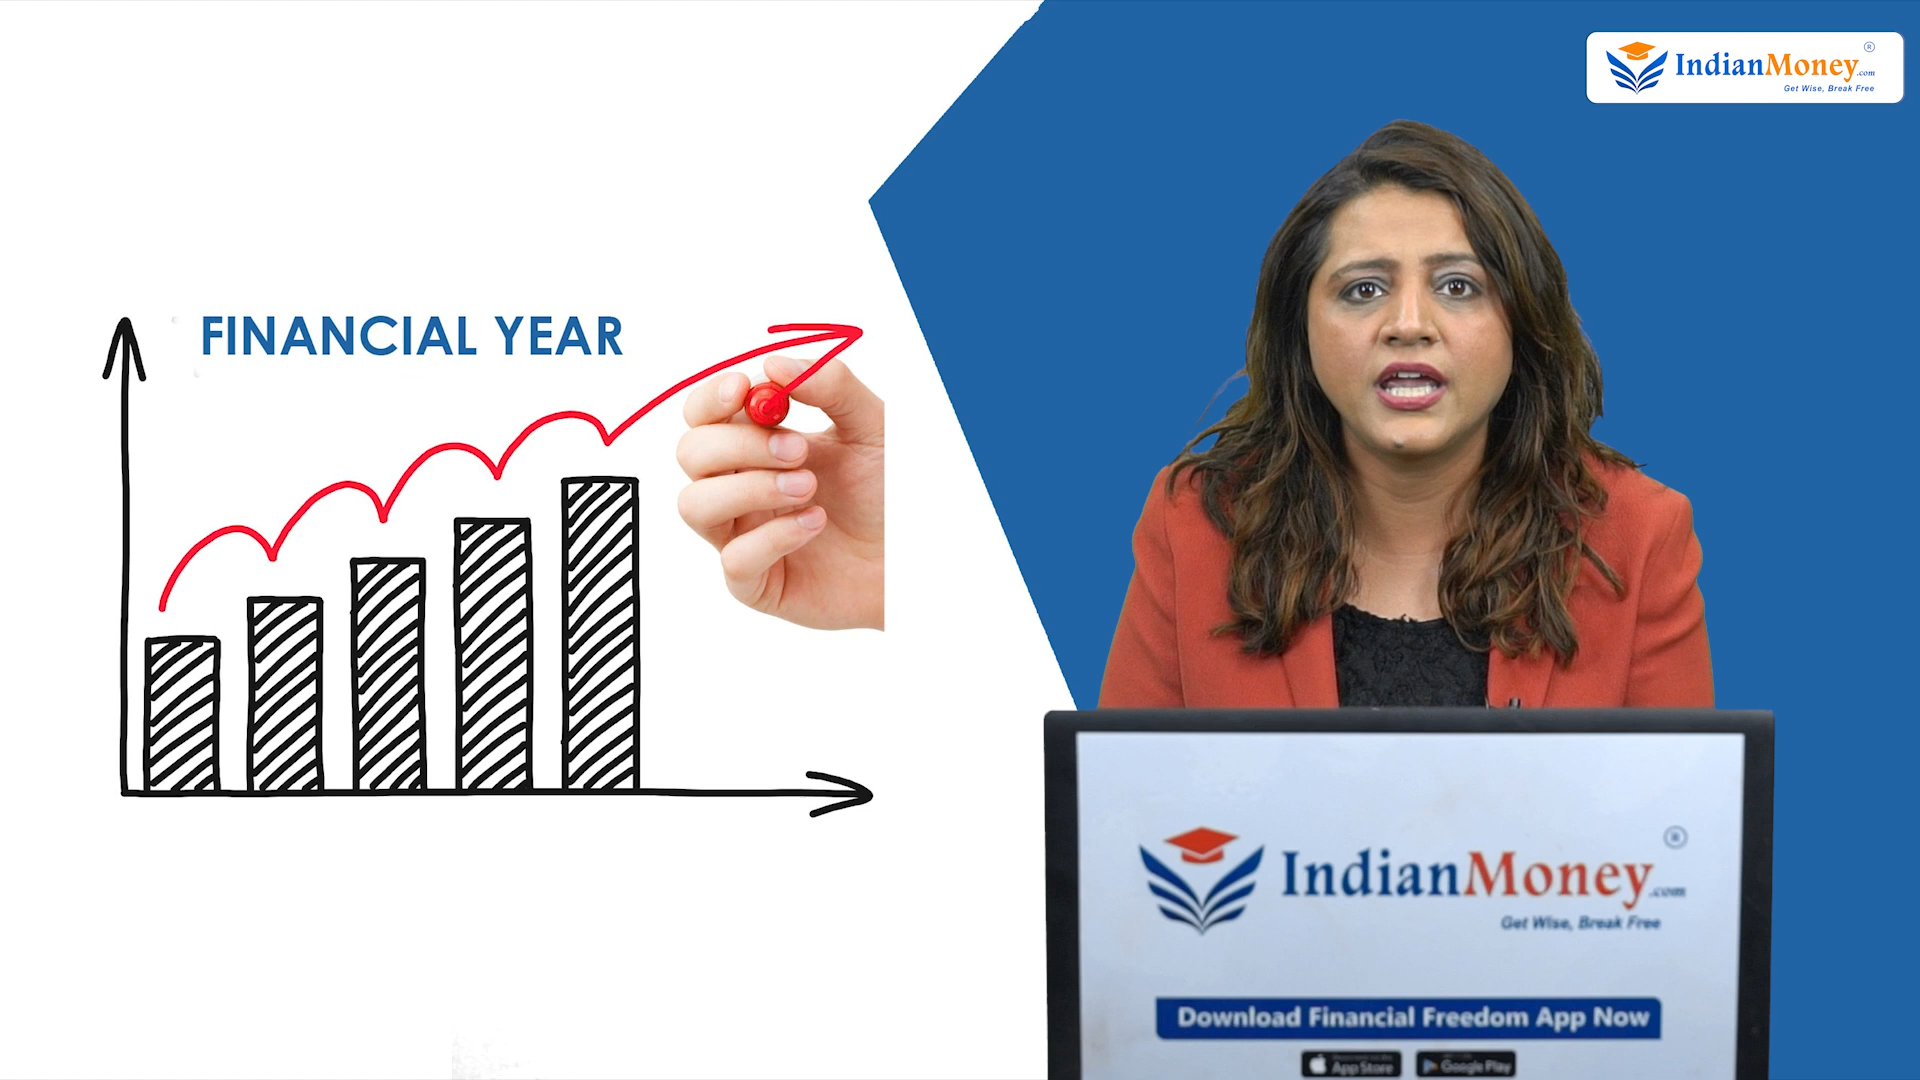 IndianMoney.com ®
Get Wise, Break Free
FINANCIAL YEAR
IndianMoney.com ®
Get Wise, Break Free
Download Financial Freedom App Now
App Store
Google Play